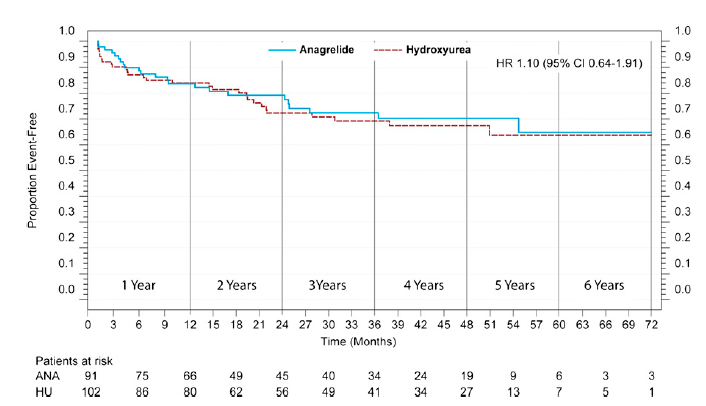 1.0 1.0
Anagrelide Hydroxyurea
HR 1.10 (95% CI 0.64-1.91)
0.9 0.9
0.8 0.8
0.7 0.7
0.6 0.6
Proportion Event-Free
0.5 0.5
0.4 0.4
0.3 0.3
0.2 0.2
0.1 0.1
0.0 1 Year 2 Years 3Years 4 Years 5 Years 6 Years 0.0
0 3 6 9 12 15 18 21 24 27 30 33 36 39 42 45 48 51 54 57 60 63 66 69 72
Time (Months)
Patients at risk
ANA 91 75 66 49 45 40 34 24 19 9 6 3 3
HU 102 86 80 62 56 49 41 34 27 13 7 5 1